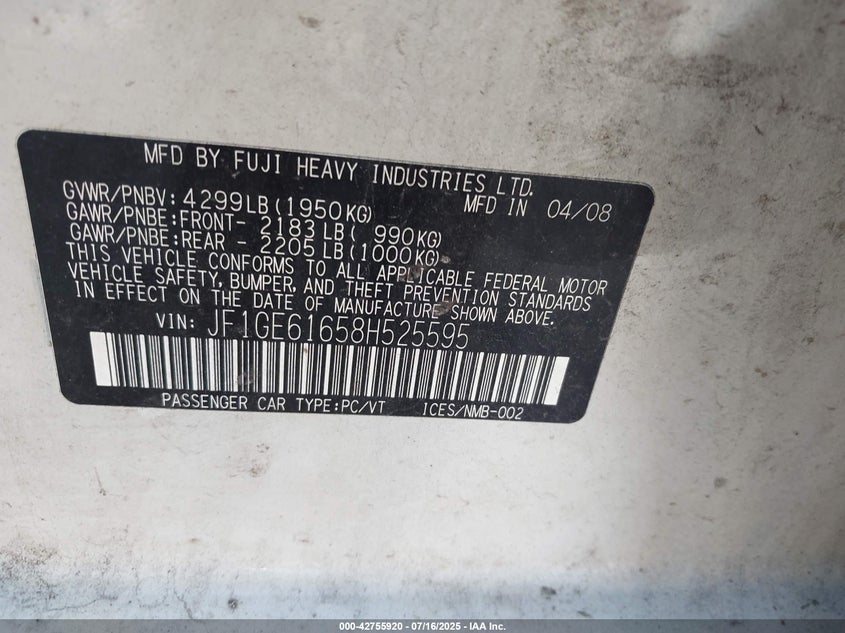 MFD BY FUJI HEAVY INDUSTRIES LTD.
GVWR/PNBV: 4299LB(1950KG) MFD IN 04/08
GAWR/PNBE:FRONT- 2183LB( 990KG)
GAWR/PNBE:REAR - 2205LB(1000KG)
THIS VEHICLE CONFORMS TO ALL APPLICABLE FEDERAL MOTOR
VEHICLE SAFETY, BUMPER, AND THEFT PREVENTION STANDARDS
IN EFFECT ON THE DATE OF MANUFACTURE SHOWN ABOVE.
VIN: JF1GE61658H525595
PASSENGER CAR TYPE:PC/VT ICES/NMB-002
000-42755920 - 07/16/2025 - IAA Inc.